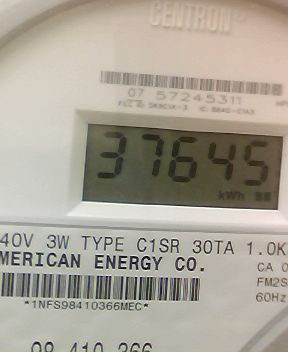 CENTRON
07 57245311
37645
kWh
40V 3W TYPE C1SR 30TA 1.0K
MERICAN ENERGY CO.
CA 0
FM2S
60Hz
*1NFS98410366MEC*
98 410 366